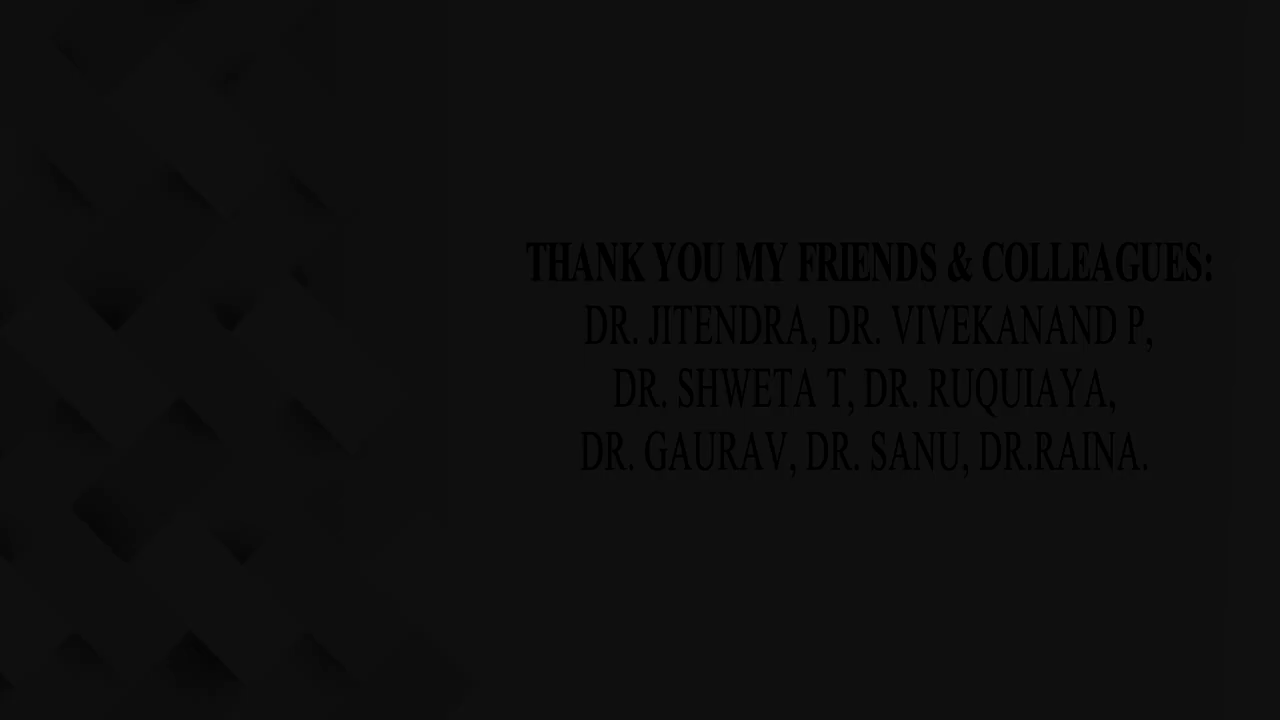 THANK YOU MY FRIENDS & COLLEAGUES:
DR. JITENDRA, DR. VIVEKANAND P,
DR. SHWETA T, DR. RUQUIAYA,
DR. GAURAV, DR. SANU, DR.RAINA.